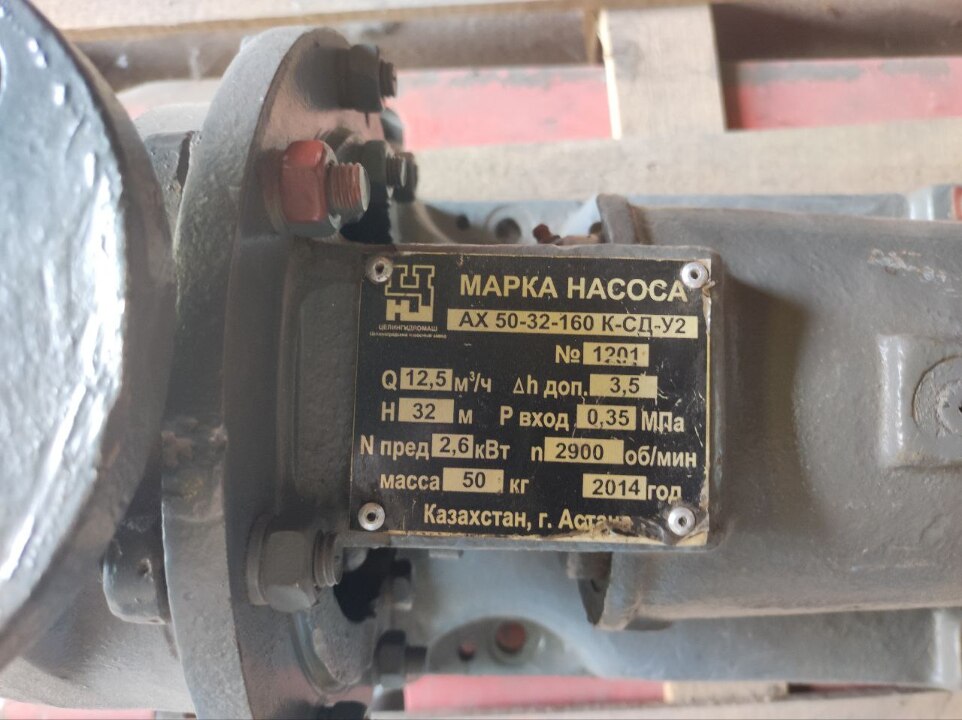 МАРКА НАСОСА
ЦЕЛИНГИДРОМАШ
АХ 50-32-160 К-СД-У2
№ 1201
Q 12,5 м³/ч Δh доп. 3,5
Н 32 м Р вход 0,35 МПа
N пред 2,6 кВт n 2900 об/мин
масса 50 кг 2014 год
Казахстан, г. Астана